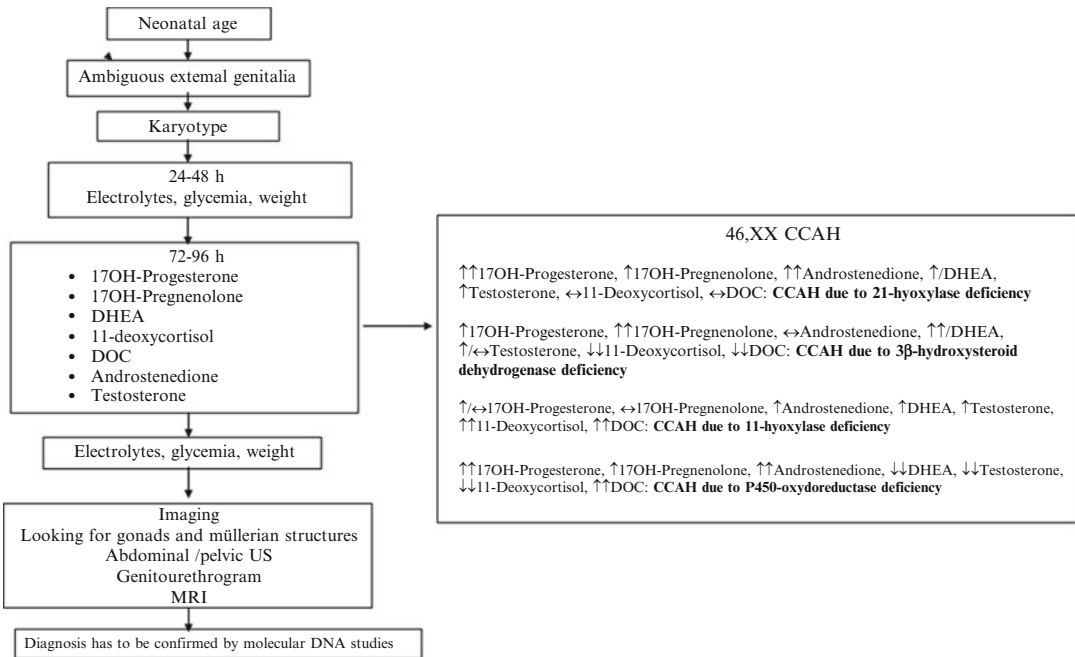 Neonatal age
Ambiguous external genitalia
Karyotype
24-48 h
Electrolytes, glycemia, weight
72-96 h
• 17OH-Progesterone
• 17OH-Pregnenolone
• DHEA
• 11-deoxycortisol
• DOC
• Androstenedione
• Testosterone
Electrolytes, glycemia, weight
Imaging
Looking for gonads and müllerian structures
Abdominal /pelvic US
Genitourethrogram
MRI
Diagnosis has to be confirmed by molecular DNA studies
46,XX CCAH
↑↑17OH-Progesterone, ↑17OH-Pregnenolone, ↑↑Androstenedione, ↑/DHEA,
↑Testosterone, ↔11-Deoxycortisol, ↔DOC: CCAH due to 21-hyoxylase deficiency
↑17OH-Progesterone, ↑↑17OH-Pregnenolone, ↔Androstenedione, ↑↑/DHEA,
↑/↔Testosterone, ↓↓11-Deoxycortisol, ↓↓DOC: CCAH due to 3β-hydroxysteroid
dehydrogenase deficiency
↑/↔17OH-Progesterone, ↔17OH-Pregnenolone, ↑Androstenedione, ↑DHEA, ↑Testosterone,
↑↑11-Deoxycortisol, ↑↑DOC: CCAH due to 11-hyoxylase deficiency
↑↑17OH-Progesterone, ↑17OH-Pregnenolone, ↑↑Androstenedione, ↓↓DHEA, ↓↓Testosterone,
↓↓11-Deoxycortisol, ↑↑DOC: CCAH due to P450-oxydoreductase deficiency